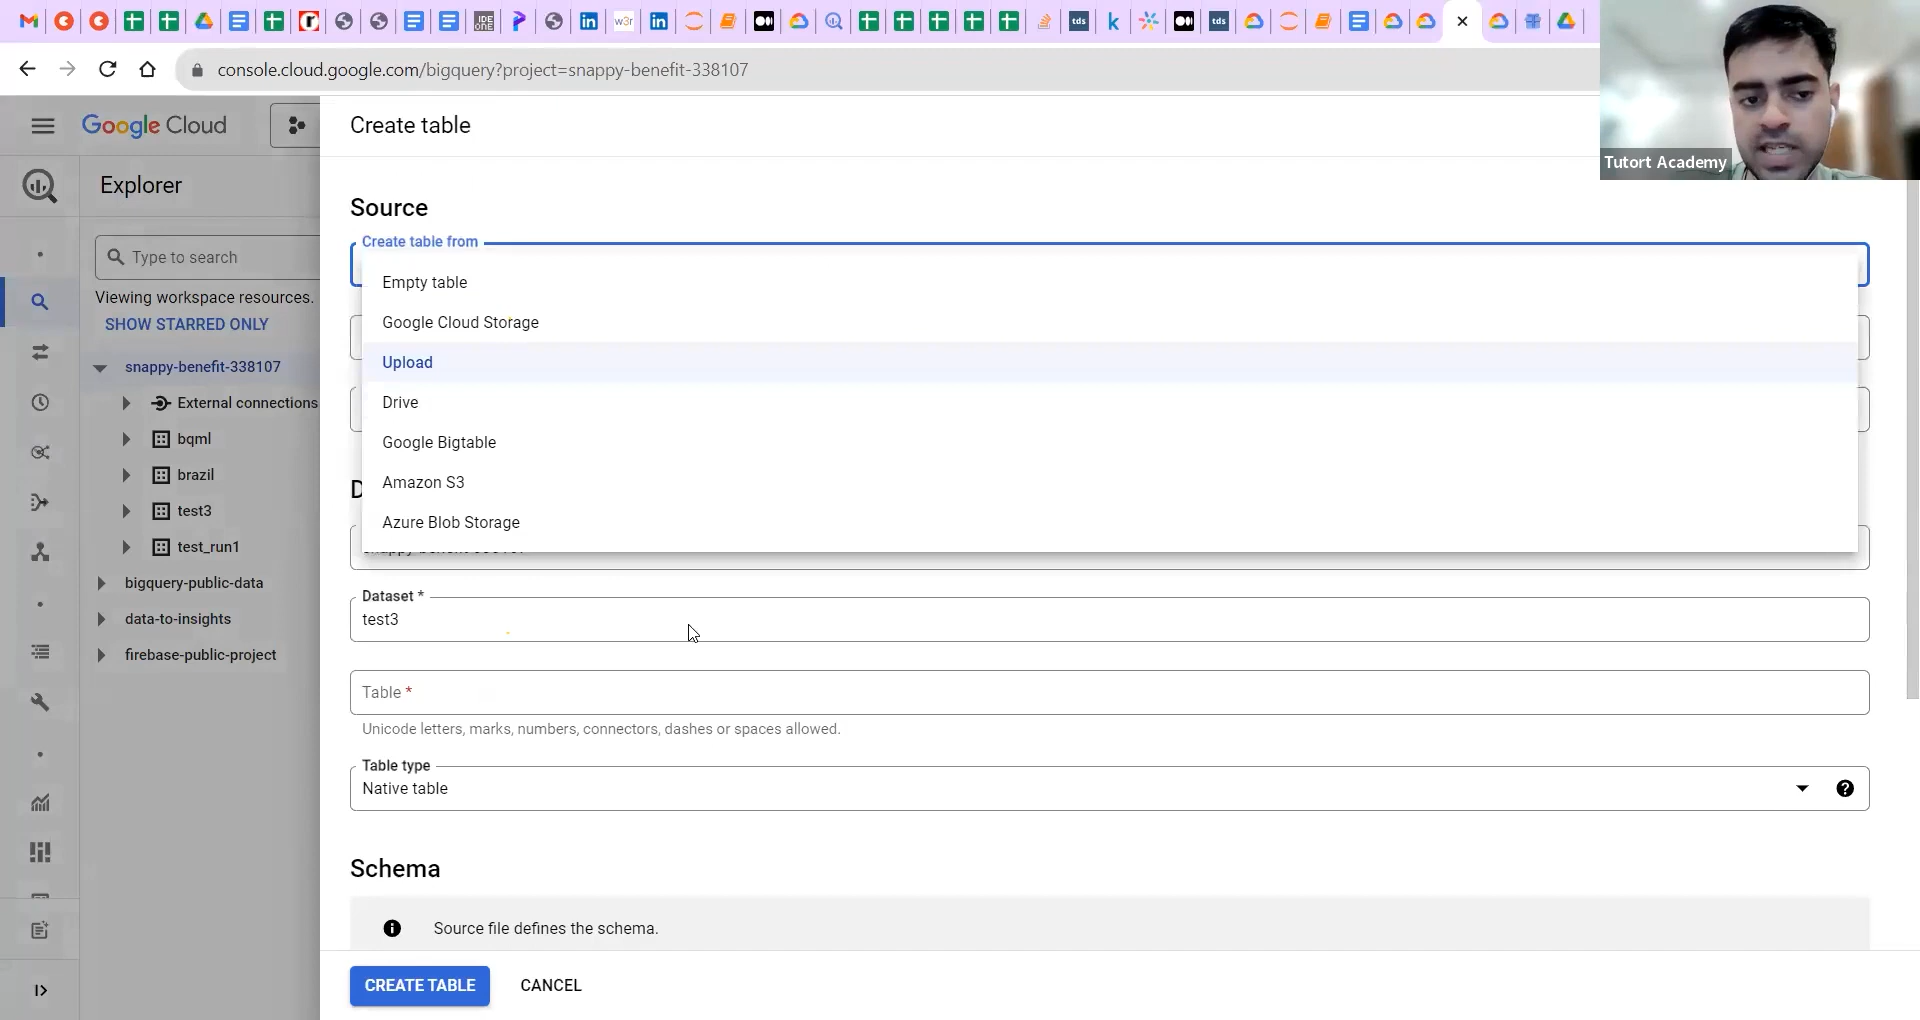 console.cloud.google.com/bigquery?project=snappy-benefit-338107
Google Cloud
Create table
Tutort Academy
Explorer
Source
Create table from
Type to search
Empty table
Viewing workspace resources.
SHOW STARRED ONLY
Google Cloud Storage
Upload
snappy-benefit-338107
Drive
External connections
bqml
Google Bigtable
brazil
Amazon S3
test3
Azure Blob Storage
test_run1
bigquery-public-data
Dataset *
test3
data-to-insights
firebase-public-project
Table *
Unicode letters, marks, numbers, connectors, dashes or spaces allowed.
Table type
Native table
Schema
Source file defines the schema.
CREATE TABLE
CANCEL